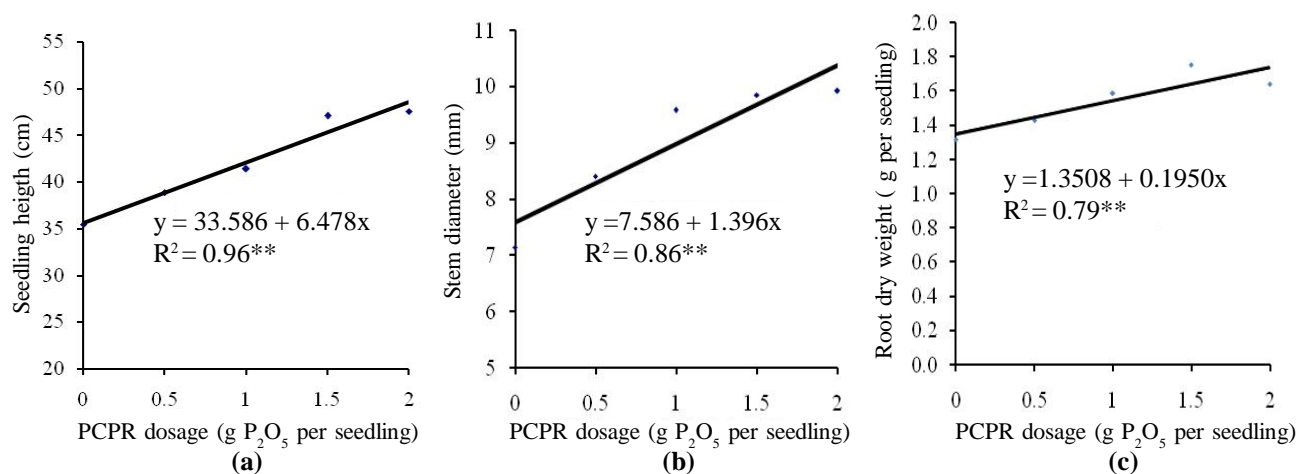 Seedling heigth (cm)
55
50
45
40
35
30
25
20
y = 33.586 + 6.478x
R² = 0.96**
0 0.5 1 1.5 2
PCPR dosage (g P₂O₅ per seedling)
(a)
Stem diameter (mm)
11
10
9
8
7
6
5
y =7.586 + 1.396x
R² = 0.86**
0 0.5 1 1.5 2
PCPR dosage (g P₂O₅ per seedling)
(b)
Root dry weight ( g per seedling)
2.0
1.8
1.6
1.4
1.2
1.0
0.8
0.6
0.4
0.2
0.0
y =1.3508 + 0.1950x
R² = 0.79**
0 0.5 1 1.5 2
PCPR dosage (g P₂O₅ per seedling)
(c)